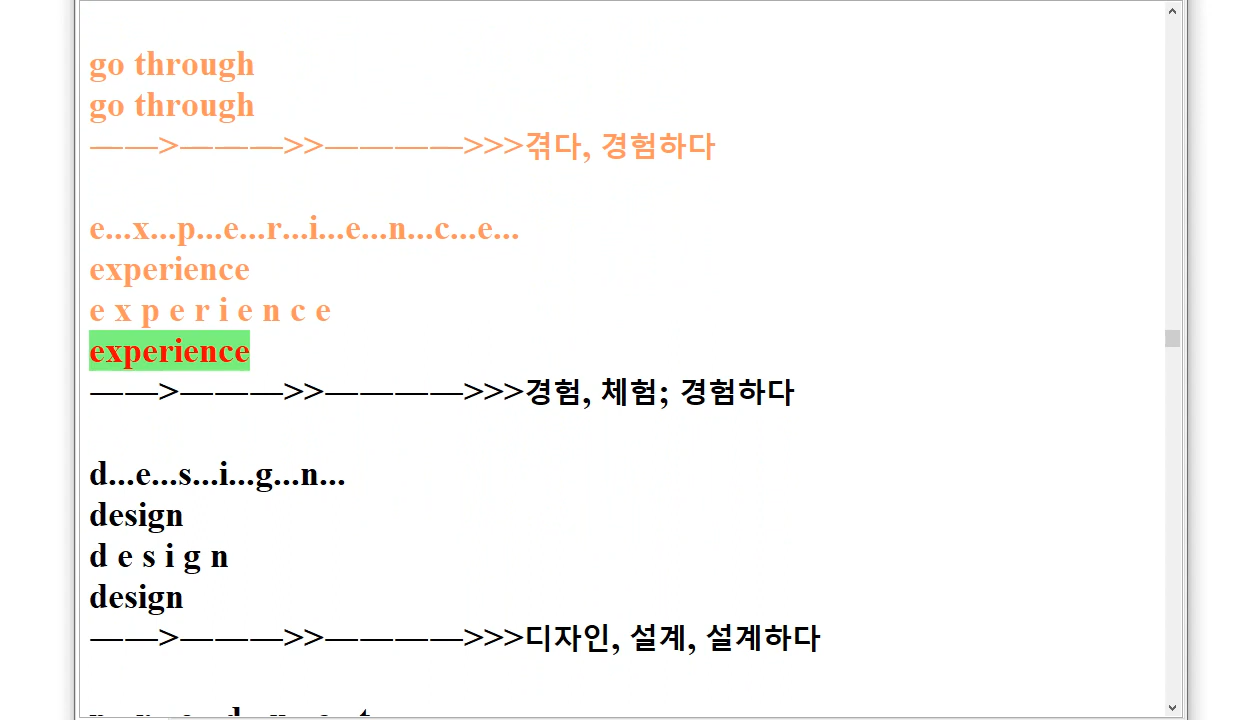 go through
go through
——>———>>————>>>겪다, 경험하다
e...x...p...e...r...i...e...n...c...e...
experience
e x p e r i e n c e
experience
——>———>>————>>>경험, 체험; 경험하다
d...e...s...i...g...n...
design
d e s i g n
design
——>———>>————>>>디자인, 설계, 설계하다